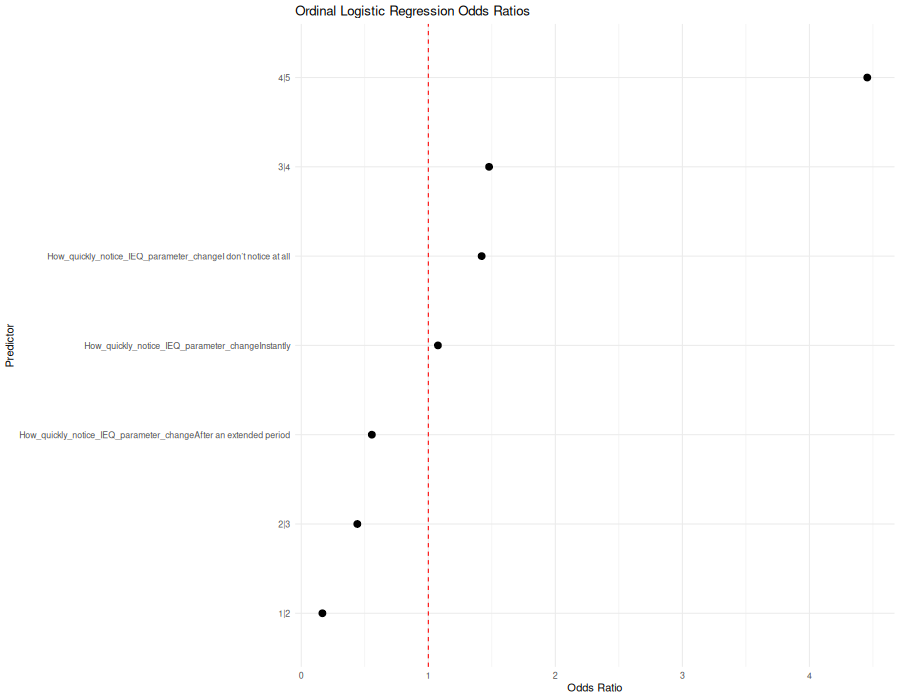 Ordinal Logistic Regression Odds Ratios
4|5
3|4
How_quickly_notice_IEQ_parameter_changeI don't notice at all
How_quickly_notice_IEQ_parameter_changeInstantly
Predictor
How_quickly_notice_IEQ_parameter_changeAfter an extended period
2|3
1|2
0 1 2 3 4
Odds Ratio